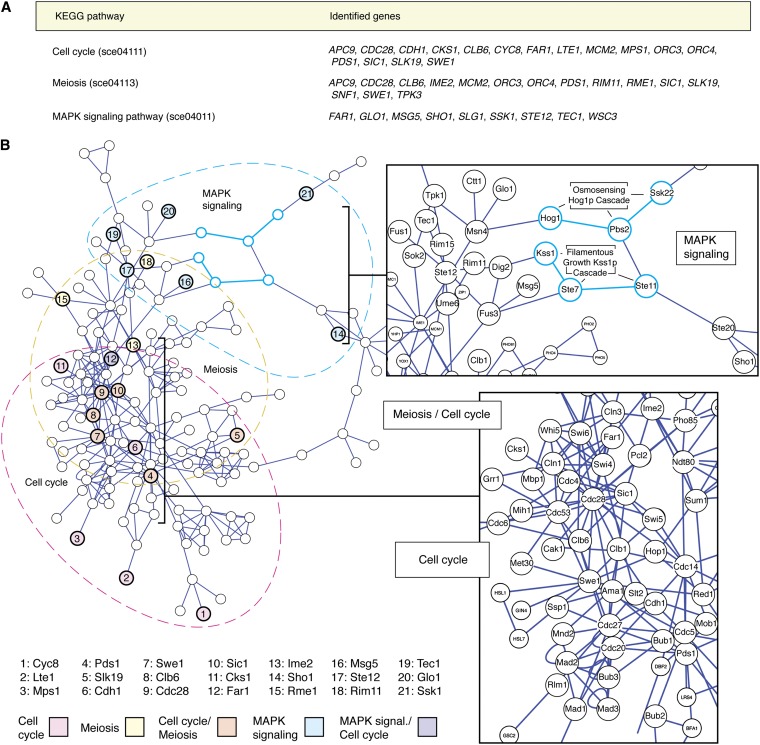 A
KEGG pathway Identified genes
Cell cycle (sce04111) APC9, CDC28, CDH1, CKS1, CLB6, CYC8, FAR1, LTE1, MCM2, MPS1, ORC3, ORC4,
PDS1, SIC1, SLK19, SWE1
Meiosis (sce04113) APC9, CDC28, CLB6, IME2, MCM2, ORC3, ORC4, PDS1, RIM11, RME1, SIC1, SLK19,
SNF1, SWE1, TPK3
MAPK signaling pathway (sce04011) FAR1, GLO1, MSG5, SHO1, SLG1, SSK1, STE12, TEC1, WSC3
B
MAPK
signaling
20
21
19
17
18
16
15
14
13
12
11
10
9
8
7
6
5
4
3
2
1
Meiosis
Cell cycle
Ctt1
Glo1
Tpk1
Tec1
Fus1
Rim15
Msn4
Sok2
Ste12
Rim11
Dig2
Ume6
Msg5
Fus3
Clb1
Hog1
Osmosensing
Hog1p Cascade
Ssk22
Pbs2
Kss1
Filamentous
Growth Kss1p
Cascade
Ste7
Ste11
Ste20
Sho1
ZIP1
IME1
MCM1
YHP1
YOX1
PHO81
PHO2
PHO4
PHO5
MAPK
signaling
Meiosis / Cell cycle
Cell cycle
Cln3
Ime2
Pho85
Whi5
Swi6
Far1
Cks1
Cln1
Swi4
Pcl2
Ndt80
Grr1
Mbp1
Cdc4
Cdc28
Sic1
Sum1
Mih1
Cdc53
Cdc6
Swi5
Clb6
Cak1
Clb1
Hop1
Met30
Cdc14
Swe1
HSL1
Ama1
Slt2
Cdh1
Red1
GIN4
Ssp1
Mob1
HSL7
Mnd2
Cdc27
Bub1
Cdc5
Cdc20
Pds1
Mad2
DBF2
Rlm1
Bub3
LRS4
Mad1
Mad3
Bub2
BFA1
GSC2
1: Cyc8 4: Pds1 7: Swe1 10: Sic1 13: Ime2 16: Msg5 19: Tec1
2: Lte1 5: Slk19 8: Clb6 11: Cks1 14: Sho1 17: Ste12 20: Glo1
3: Mps1 6: Cdh1 9: Cdc28 12: Far1 15: Rme1 18: Rim11 21: Ssk1
Cell
cycle
Meiosis
Cell cycle/
Meiosis
MAPK
signaling
MAPK signal./
Cell cycle